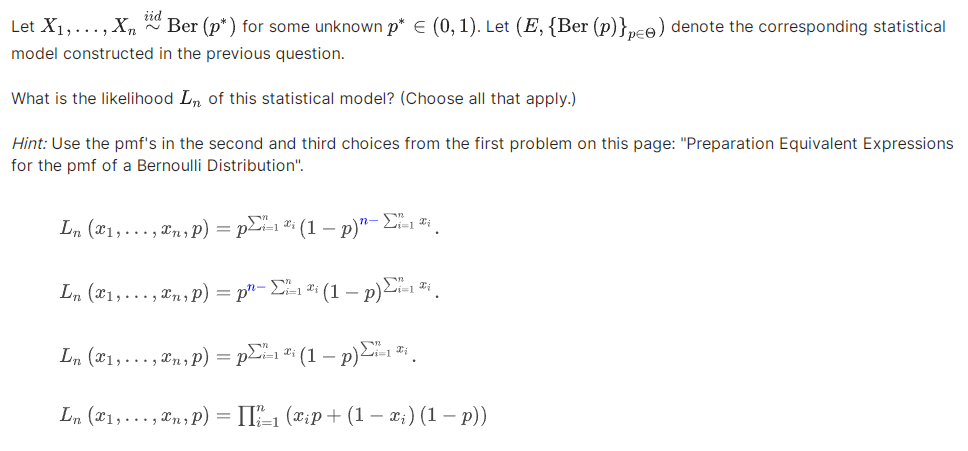 Let $X_1, \ldots, X_n \stackrel{iid}{\sim} \mathrm{Ber}\,(p^*)$ for some unknown $p^* \in (0, 1)$. Let $(E, \{\mathrm{Ber}\,(p)\}_{p \in \Theta})$ denote the corresponding statistical
model constructed in the previous question.
What is the likelihood $L_n$ of this statistical model? (Choose all that apply.)
Hint: Use the pmf's in the second and third choices from the first problem on this page: "Preparation Equivalent Expressions
for the pmf of a Bernoulli Distribution".
$L_n\,(x_1, \ldots, x_n, p) = p^{\sum_{i=1}^n x_i} (1 - p)^{n - \sum_{i=1}^n x_i}.$
$L_n\,(x_1, \ldots, x_n, p) = p^{n - \sum_{i=1}^n x_i} (1 - p)^{\sum_{i=1}^n x_i}.$
$L_n\,(x_1, \ldots, x_n, p) = p^{\sum_{i=1}^n x_i} (1 - p)^{\sum_{i=1}^n x_i}.$
$L_n\,(x_1, \ldots, x_n, p) = \prod_{i=1}^n (x_i p + (1 - x_i)(1 - p))$